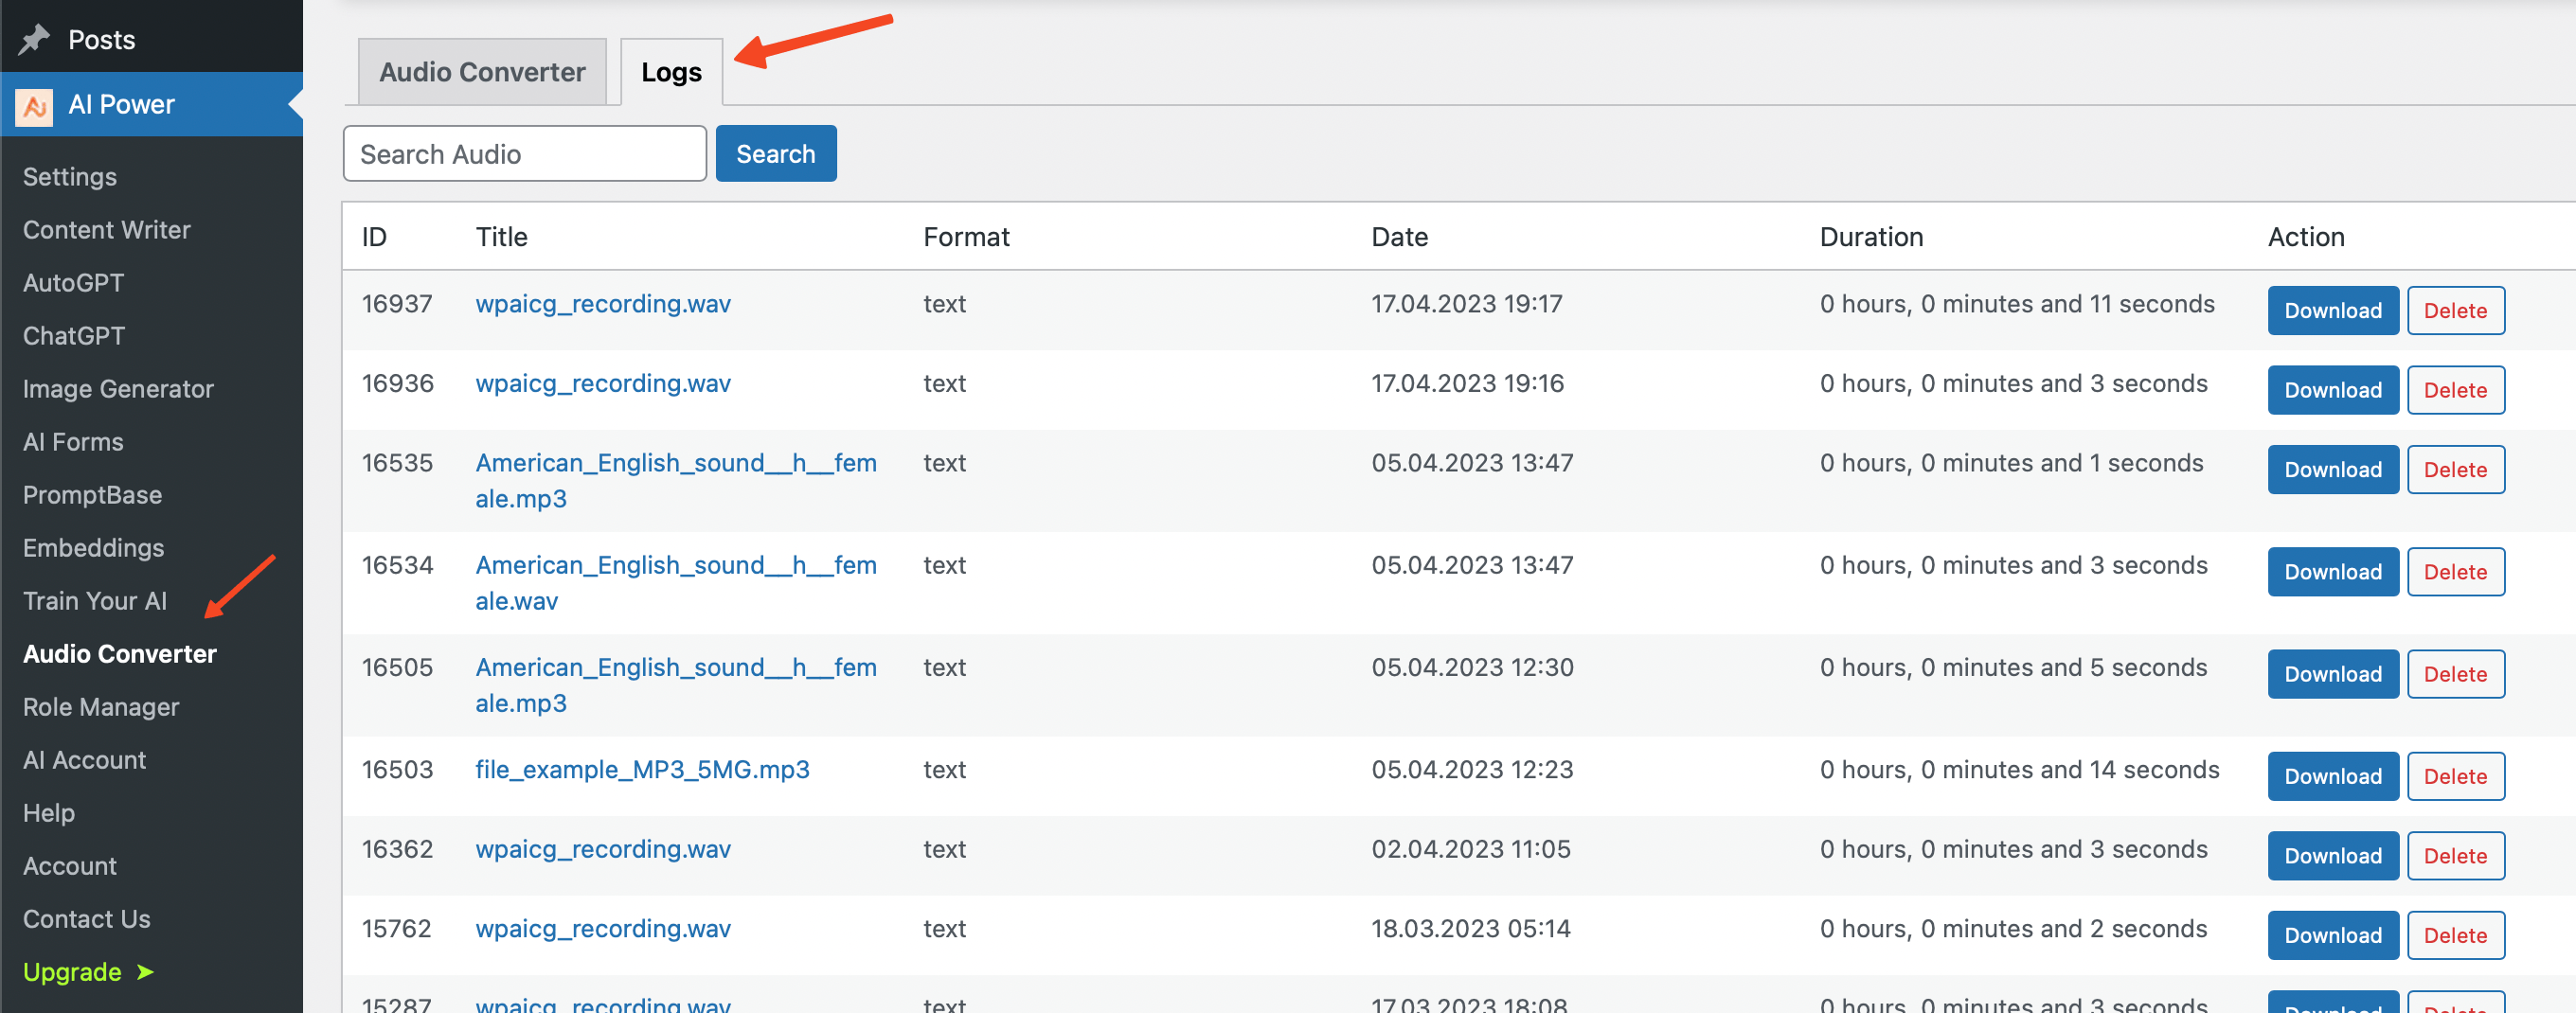 Posts
AI Power
Settings
Content Writer
AutoGPT
ChatGPT
Image Generator
AI Forms
PromptBase
Embeddings
Train Your AI
Audio Converter
Role Manager
AI Account
Help
Account
Contact Us
Upgrade ➤
Audio Converter Logs
Search Audio Search
ID Title Format Date Duration Action
16937 wpaicg_recording.wav text 17.04.2023 19:17 0 hours, 0 minutes and 11 seconds Download Delete
16936 wpaicg_recording.wav text 17.04.2023 19:16 0 hours, 0 minutes and 3 seconds Download Delete
16535 American_English_sound__h__fem text 05.04.2023 13:47 0 hours, 0 minutes and 1 seconds Download Delete
ale.mp3
16534 American_English_sound__h__fem text 05.04.2023 13:47 0 hours, 0 minutes and 3 seconds Download Delete
ale.wav
16505 American_English_sound__h__fem text 05.04.2023 12:30 0 hours, 0 minutes and 5 seconds Download Delete
ale.mp3
16503 file_example_MP3_5MG.mp3 text 05.04.2023 12:23 0 hours, 0 minutes and 14 seconds Download Delete
16362 wpaicg_recording.wav text 02.04.2023 11:05 0 hours, 0 minutes and 3 seconds Download Delete
15762 wpaicg_recording.wav text 18.03.2023 05:14 0 hours, 0 minutes and 2 seconds Download Delete
15287 wpaicg_recording.wav text 17.03.2023 18:08 0 hours, 0 minutes and 3 seconds Download Delete